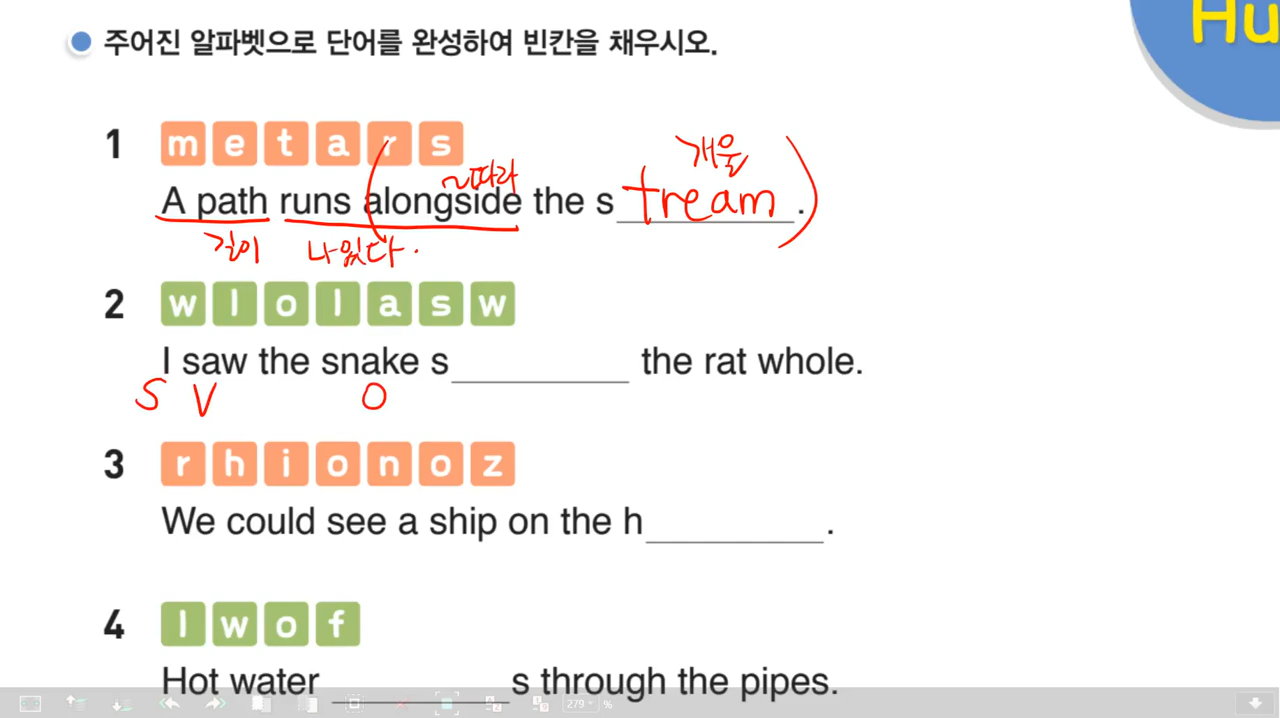 Hu
주어진 알파벳으로 단어를 완성하여 빈칸을 채우시오.
1 m e t a r s
개울
~따라
A path runs alongside the stream.
길이 나있다.
2 w l o l a s w
I saw the snake s__________ the rat whole.
S V O
3 r h i o n o z
We could see a ship on the h__________.
4 l w o f
Hot water __________s through the pipes.
279 %